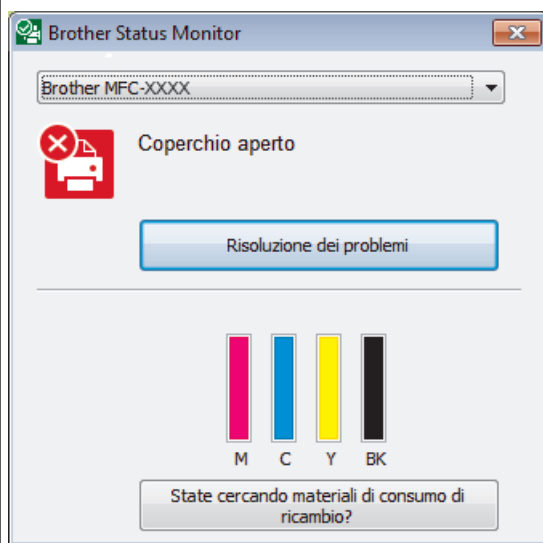 Brother Status Monitor
Brother MFC-XXXX
Coperchio aperto
Risoluzione dei problemi
M C Y BK
State cercando materiali di consumo di
ricambio?